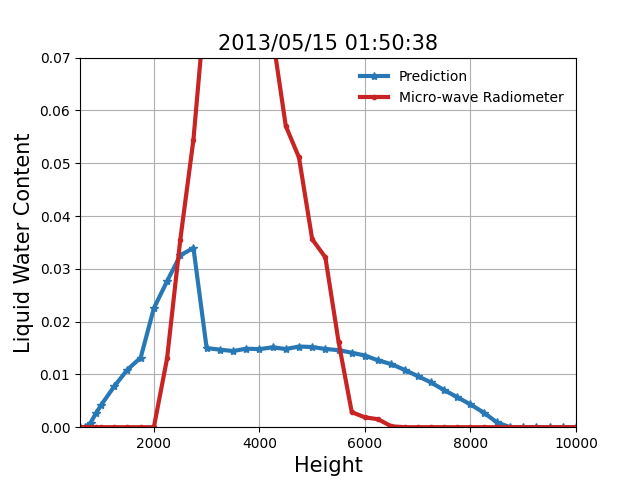 2013/05/15 01:50:38
Prediction
Micro-wave Radiometer
Liquid Water Content
0.07
0.06
0.05
0.04
0.03
0.02
0.01
0.00
2000 4000 6000 8000 10000
Height